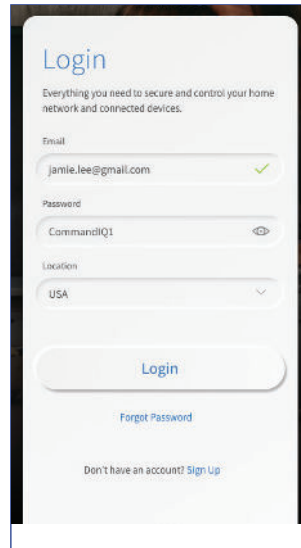 Login
Everything you need to secure and control your home
network and connected devices.
Email
jamie.lee@gmail.com
Password
CommandIQ1
Location
USA
Login
Forgot Password
Don't have an account? Sign Up